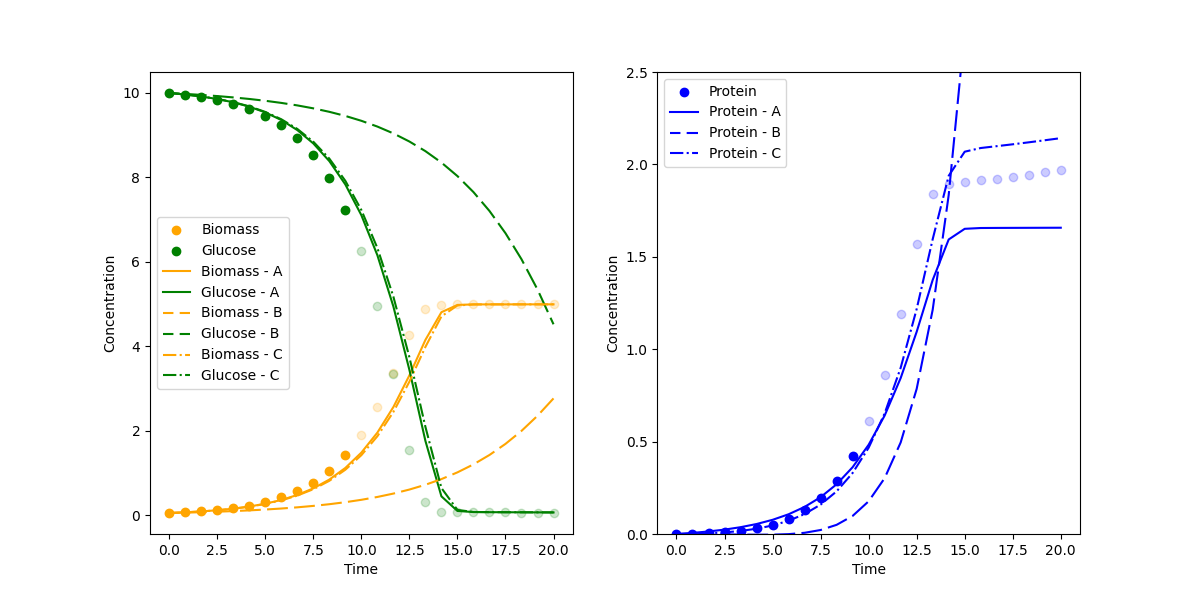 10
8
6
4
2
0
Concentration
Biomass
Glucose
Biomass - A
Glucose - A
Biomass - B
Glucose - B
Biomass - C
Glucose - C
0.0 2.5 5.0 7.5 10.0 12.5 15.0 17.5 20.0
Time
2.5
2.0
1.5
1.0
0.5
0.0
Concentration
Protein
Protein - A
Protein - B
Protein - C
0.0 2.5 5.0 7.5 10.0 12.5 15.0 17.5 20.0
Time